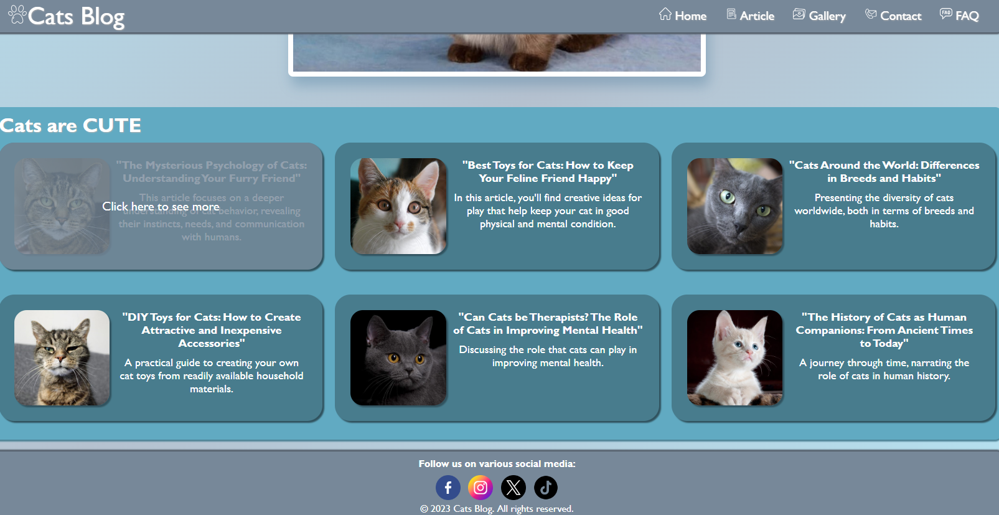 Cats Blog
Home
Article
Gallery
Contact
FAQ
FAQ
Cats are CUTE
"The Mysterious Psychology of Cats:
Understanding Your Furry Friend"
This article focuses on a deeper
understanding of cat behavior, revealing
their instincts, needs, and communication
with humans.
Click here to see more
"Best Toys for Cats: How to Keep
Your Feline Friend Happy"
In this article, you'll find creative ideas for
play that help keep your cat in good
physical and mental condition.
"Cats Around the World: Differences
in Breeds and Habits"
Presenting the diversity of cats
worldwide, both in terms of breeds and
habits.
"DIY Toys for Cats: How to Create
Attractive and Inexpensive
Accessories"
A practical guide to creating your own
cat toys from readily available household
materials.
"Can Cats be Therapists? The Role
of Cats in Improving Mental Health"
Discussing the role that cats can play in
improving mental health.
"The History of Cats as Human
Companions: From Ancient Times
to Today"
A journey through time, narrating the
role of cats in human history.
Follow us on various social media:
© 2023 Cats Blog. All rights reserved.